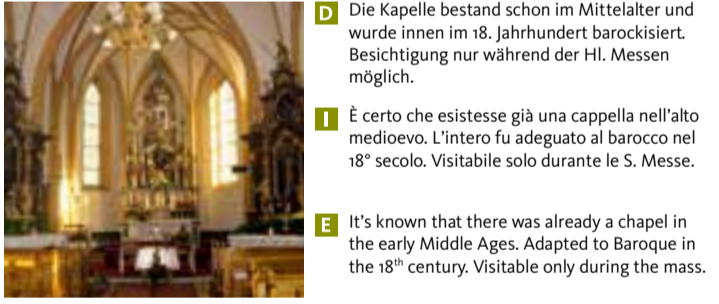 D Die Kapelle bestand schon im Mittelalter und
wurde innen im 18. Jahrhundert barockisiert.
Besichtigung nur während der Hl. Messen
möglich.
I È certo che esistesse già una cappella nell'alto
medioevo. L'intero fu adeguato al barocco nel
18° secolo. Visitabile solo durante le S. Messe.
E It's known that there was already a chapel in
the early Middle Ages. Adapted to Baroque in
the 18th century. Visitable only during the mass.